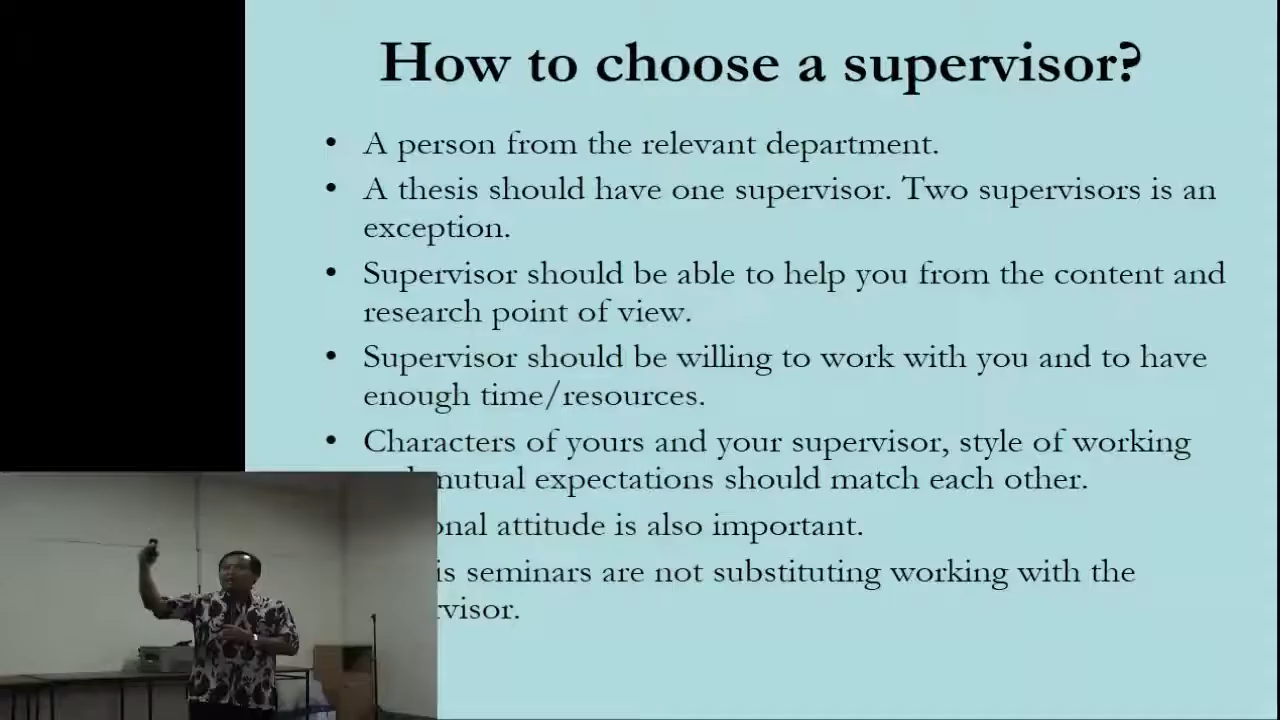 How to choose a supervisor?
• A person from the relevant department.
• A thesis should have one supervisor. Two supervisors is an
exception.
• Supervisor should be able to help you from the content and
research point of view.
• Supervisor should be willing to work with you and to have
enough time/resources.
• Characters of yours and your supervisor, style of working
mutual expectations should match each other.
attitude is also important.
seminars are not substituting working with the